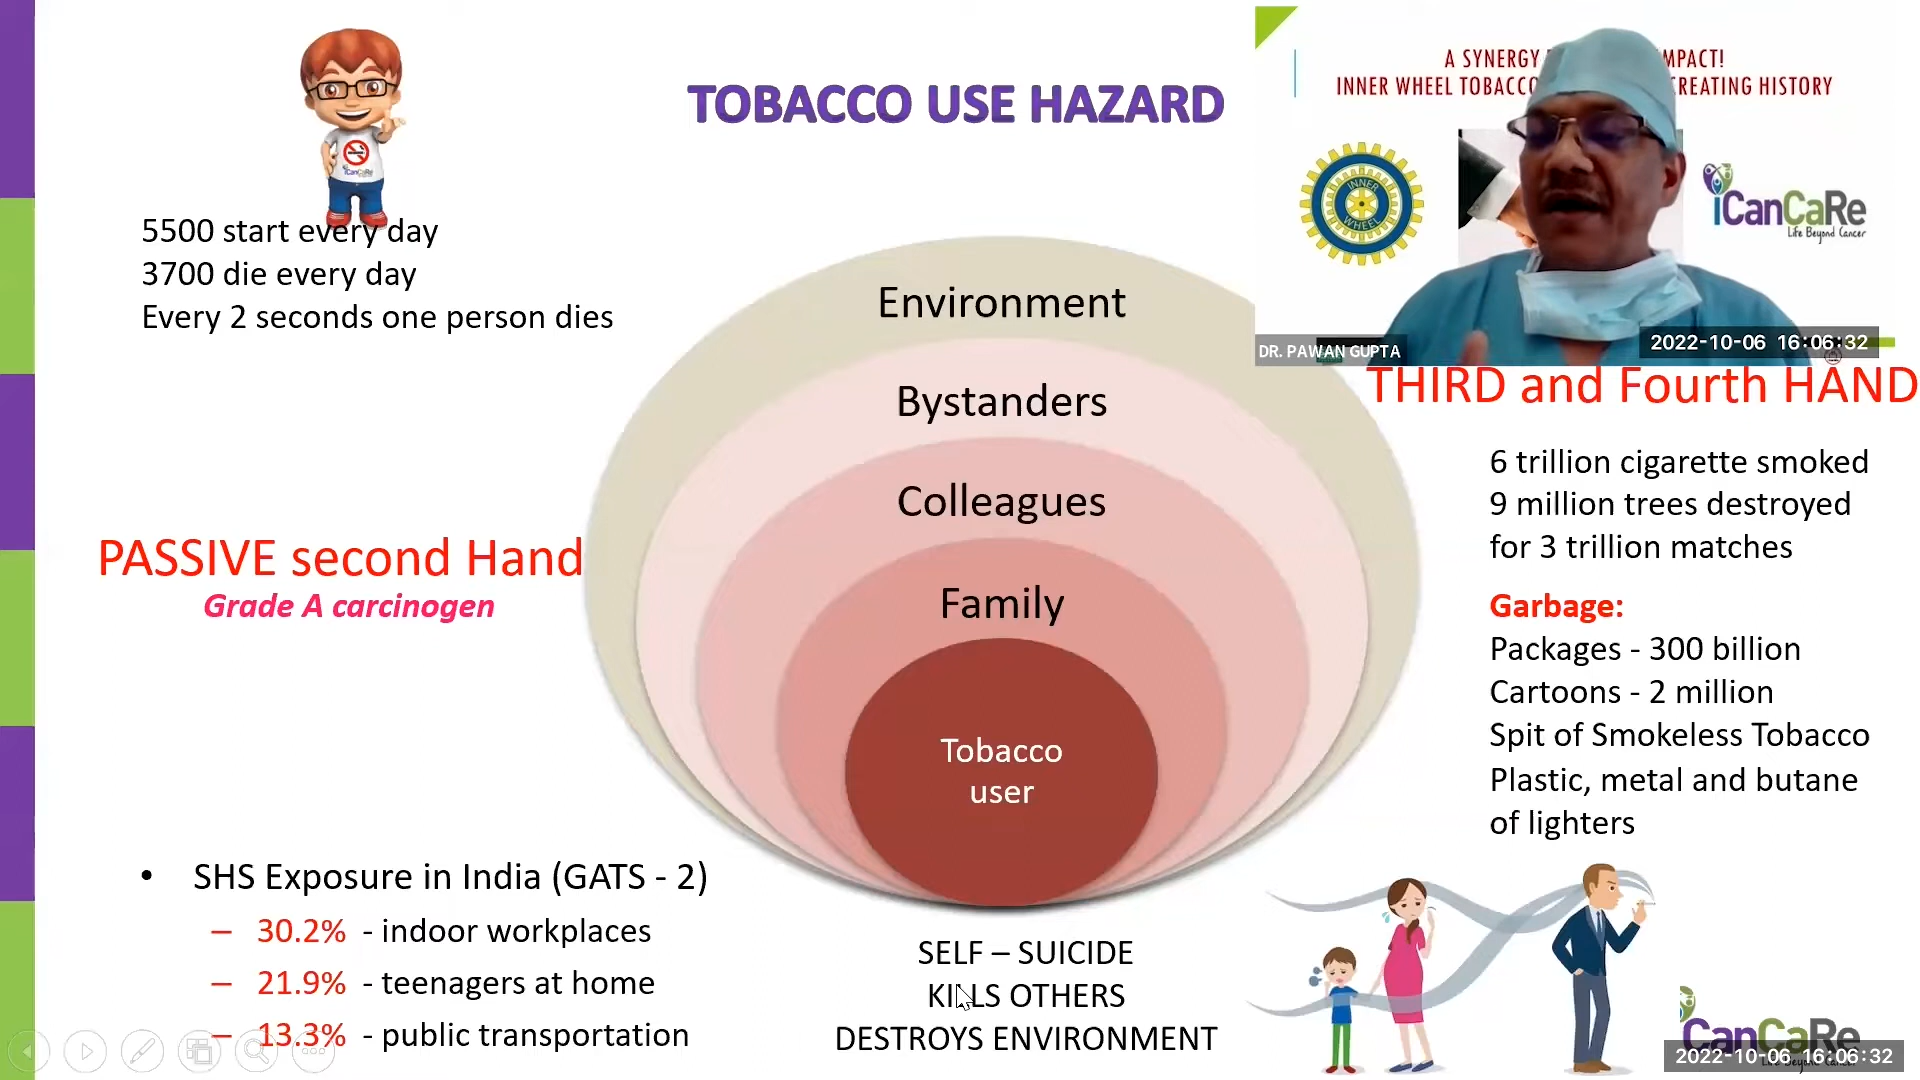 TOBACCO USE HAZARD
A SYNERGY MPACT!
INNER WHEEL TOBACCO CREATING HISTORY
INNER
WHEEL
iCanCaRe
Life Beyond Cancer
DR. PAWAN GUPTA
2022-10-06 16:06:32
5500 start every day
3700 die every day
Every 2 seconds one person dies
Environment
Bystanders
Colleagues
Family
Tobacco
user
PASSIVE second Hand
Grade A carcinogen
THIRD and Fourth HAND
6 trillion cigarette smoked
9 million trees destroyed
for 3 trillion matches
Garbage:
Packages - 300 billion
Cartoons - 2 million
Spit of Smokeless Tobacco
Plastic, metal and butane
of lighters
• SHS Exposure in India (GATS - 2)
– 30.2% - indoor workplaces
– 21.9% - teenagers at home
– 13.3% - public transportation
SELF – SUICIDE
KILLS OTHERS
DESTROYS ENVIRONMENT
CanCaRe
2022-10-06 16:06:32